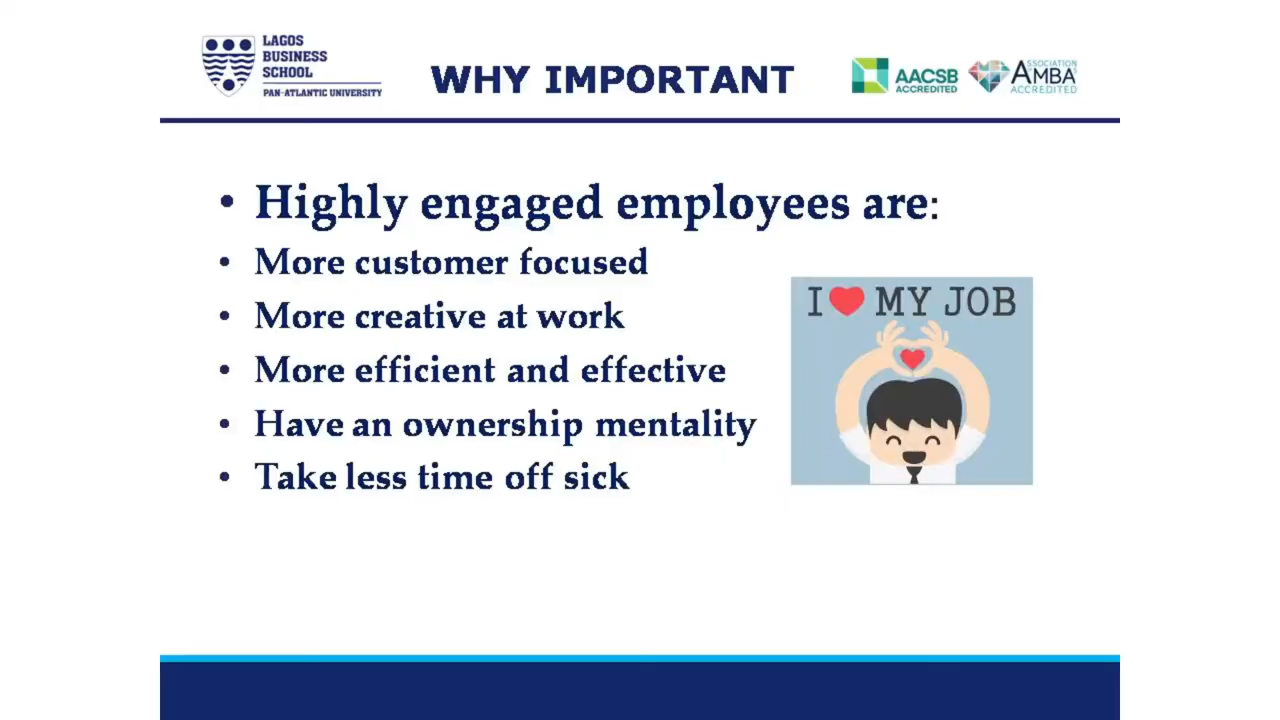 LAGOS
BUSINESS
SCHOOL
PAN-ATLANTIC UNIVERSITY
WHY IMPORTANT
AACSB
ACCREDITED
ASSOCIATION
AMBA
ACCREDITED
• Highly engaged employees are:
• More customer focused
• More creative at work
• More efficient and effective
• Have an ownership mentality
• Take less time off sick
I ❤ MY JOB